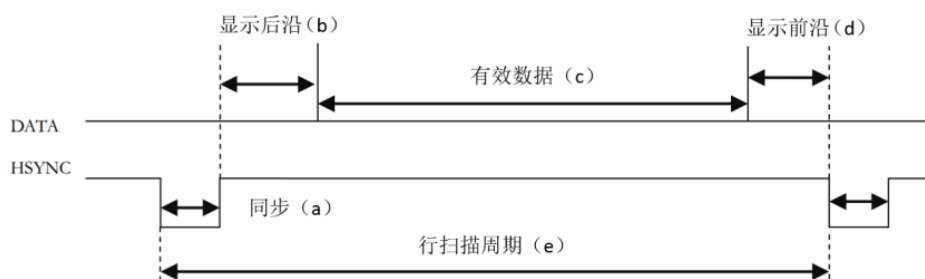 显示后沿（b）
显示前沿（d）
有效数据（c）
DATA
HSYNC
同步（a）
行扫描周期（e）